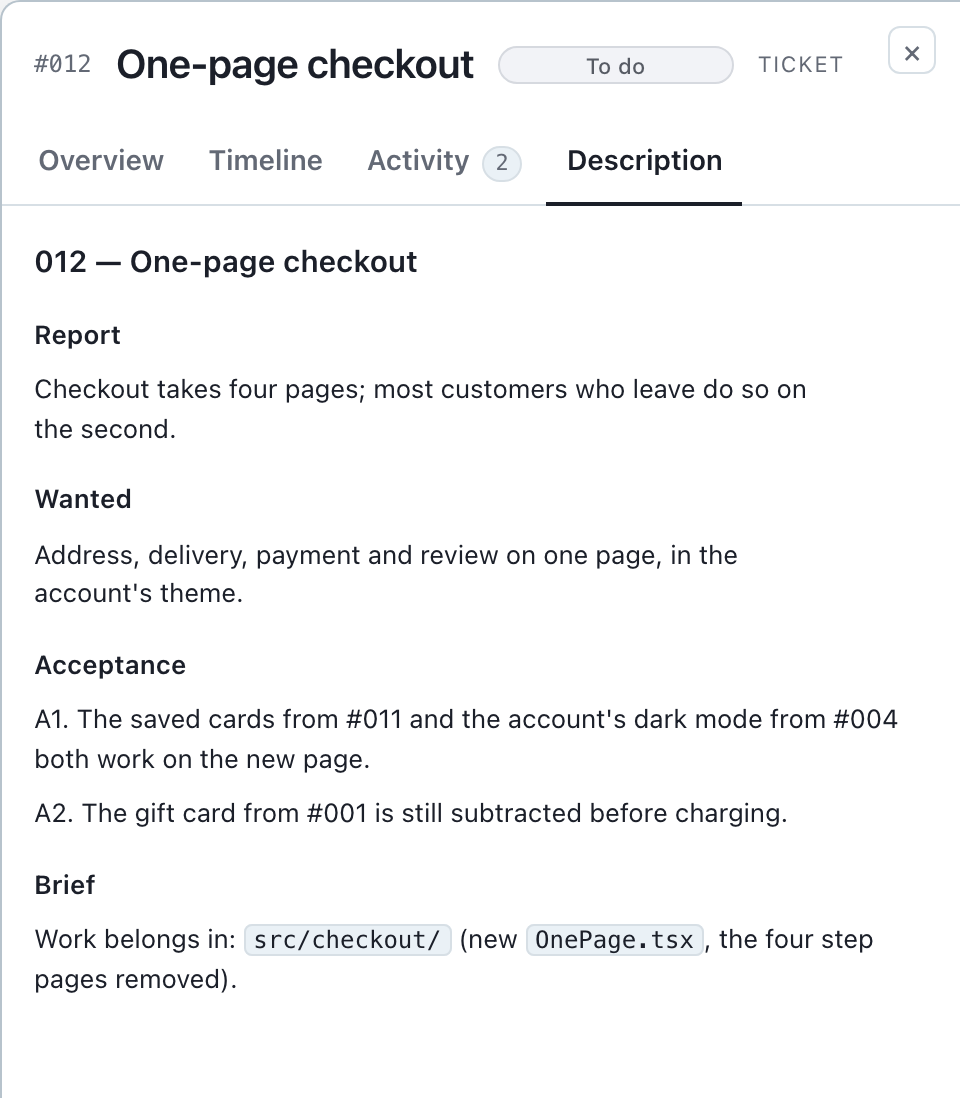 #012 One-page checkout To do TICKET ×
Overview Timeline Activity 2 Description
012 — One-page checkout
Report
Checkout takes four pages; most customers who leave do so on
the second.
Wanted
Address, delivery, payment and review on one page, in the
account's theme.
Acceptance
A1. The saved cards from #011 and the account's dark mode from #004
both work on the new page.
A2. The gift card from #001 is still subtracted before charging.
Brief
Work belongs in: src/checkout/ (new OnePage.tsx, the four step
pages removed).